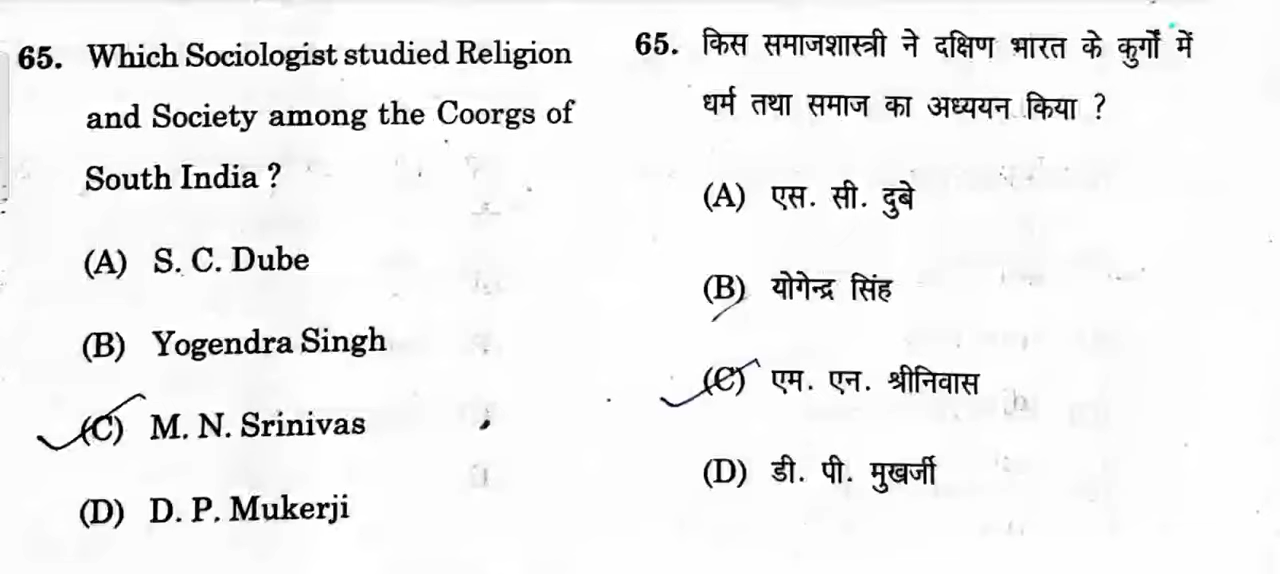 65. Which Sociologist studied Religion
and Society among the Coorgs of
South India ?
(A) S. C. Dube
(B) Yogendra Singh
(C) M. N. Srinivas
(D) D. P. Mukerji
65. किस समाजशास्त्री ने दक्षिण भारत के कुर्गों में
धर्म तथा समाज का अध्ययन किया ?
(A) एस. सी. दुबे
(B) योगेन्द्र सिंह
(C) एम. एन. श्रीनिवास
(D) डी. पी. मुखर्जी